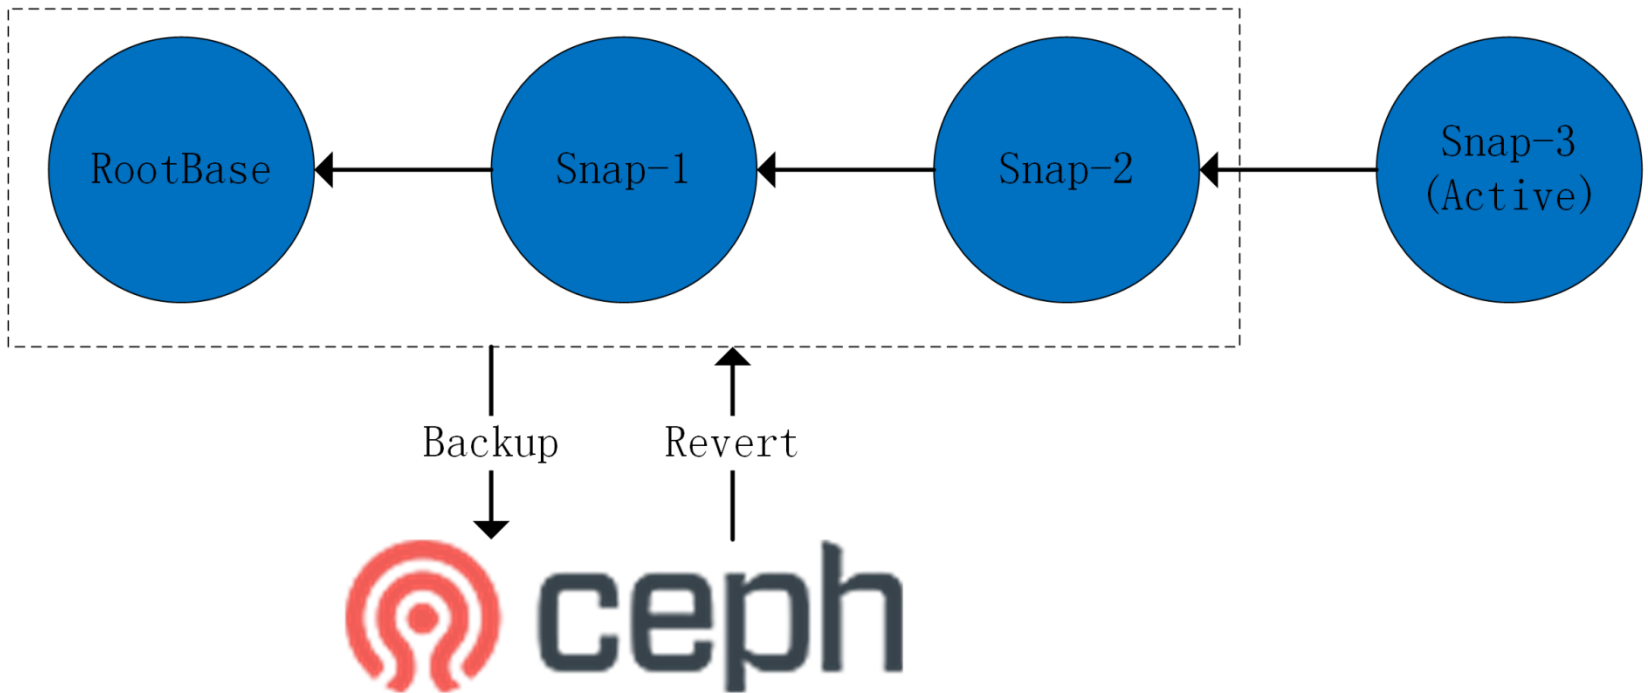 RootBase
Snap-1
Snap-2
Snap-3
(Active)
Backup
Revert
ceph